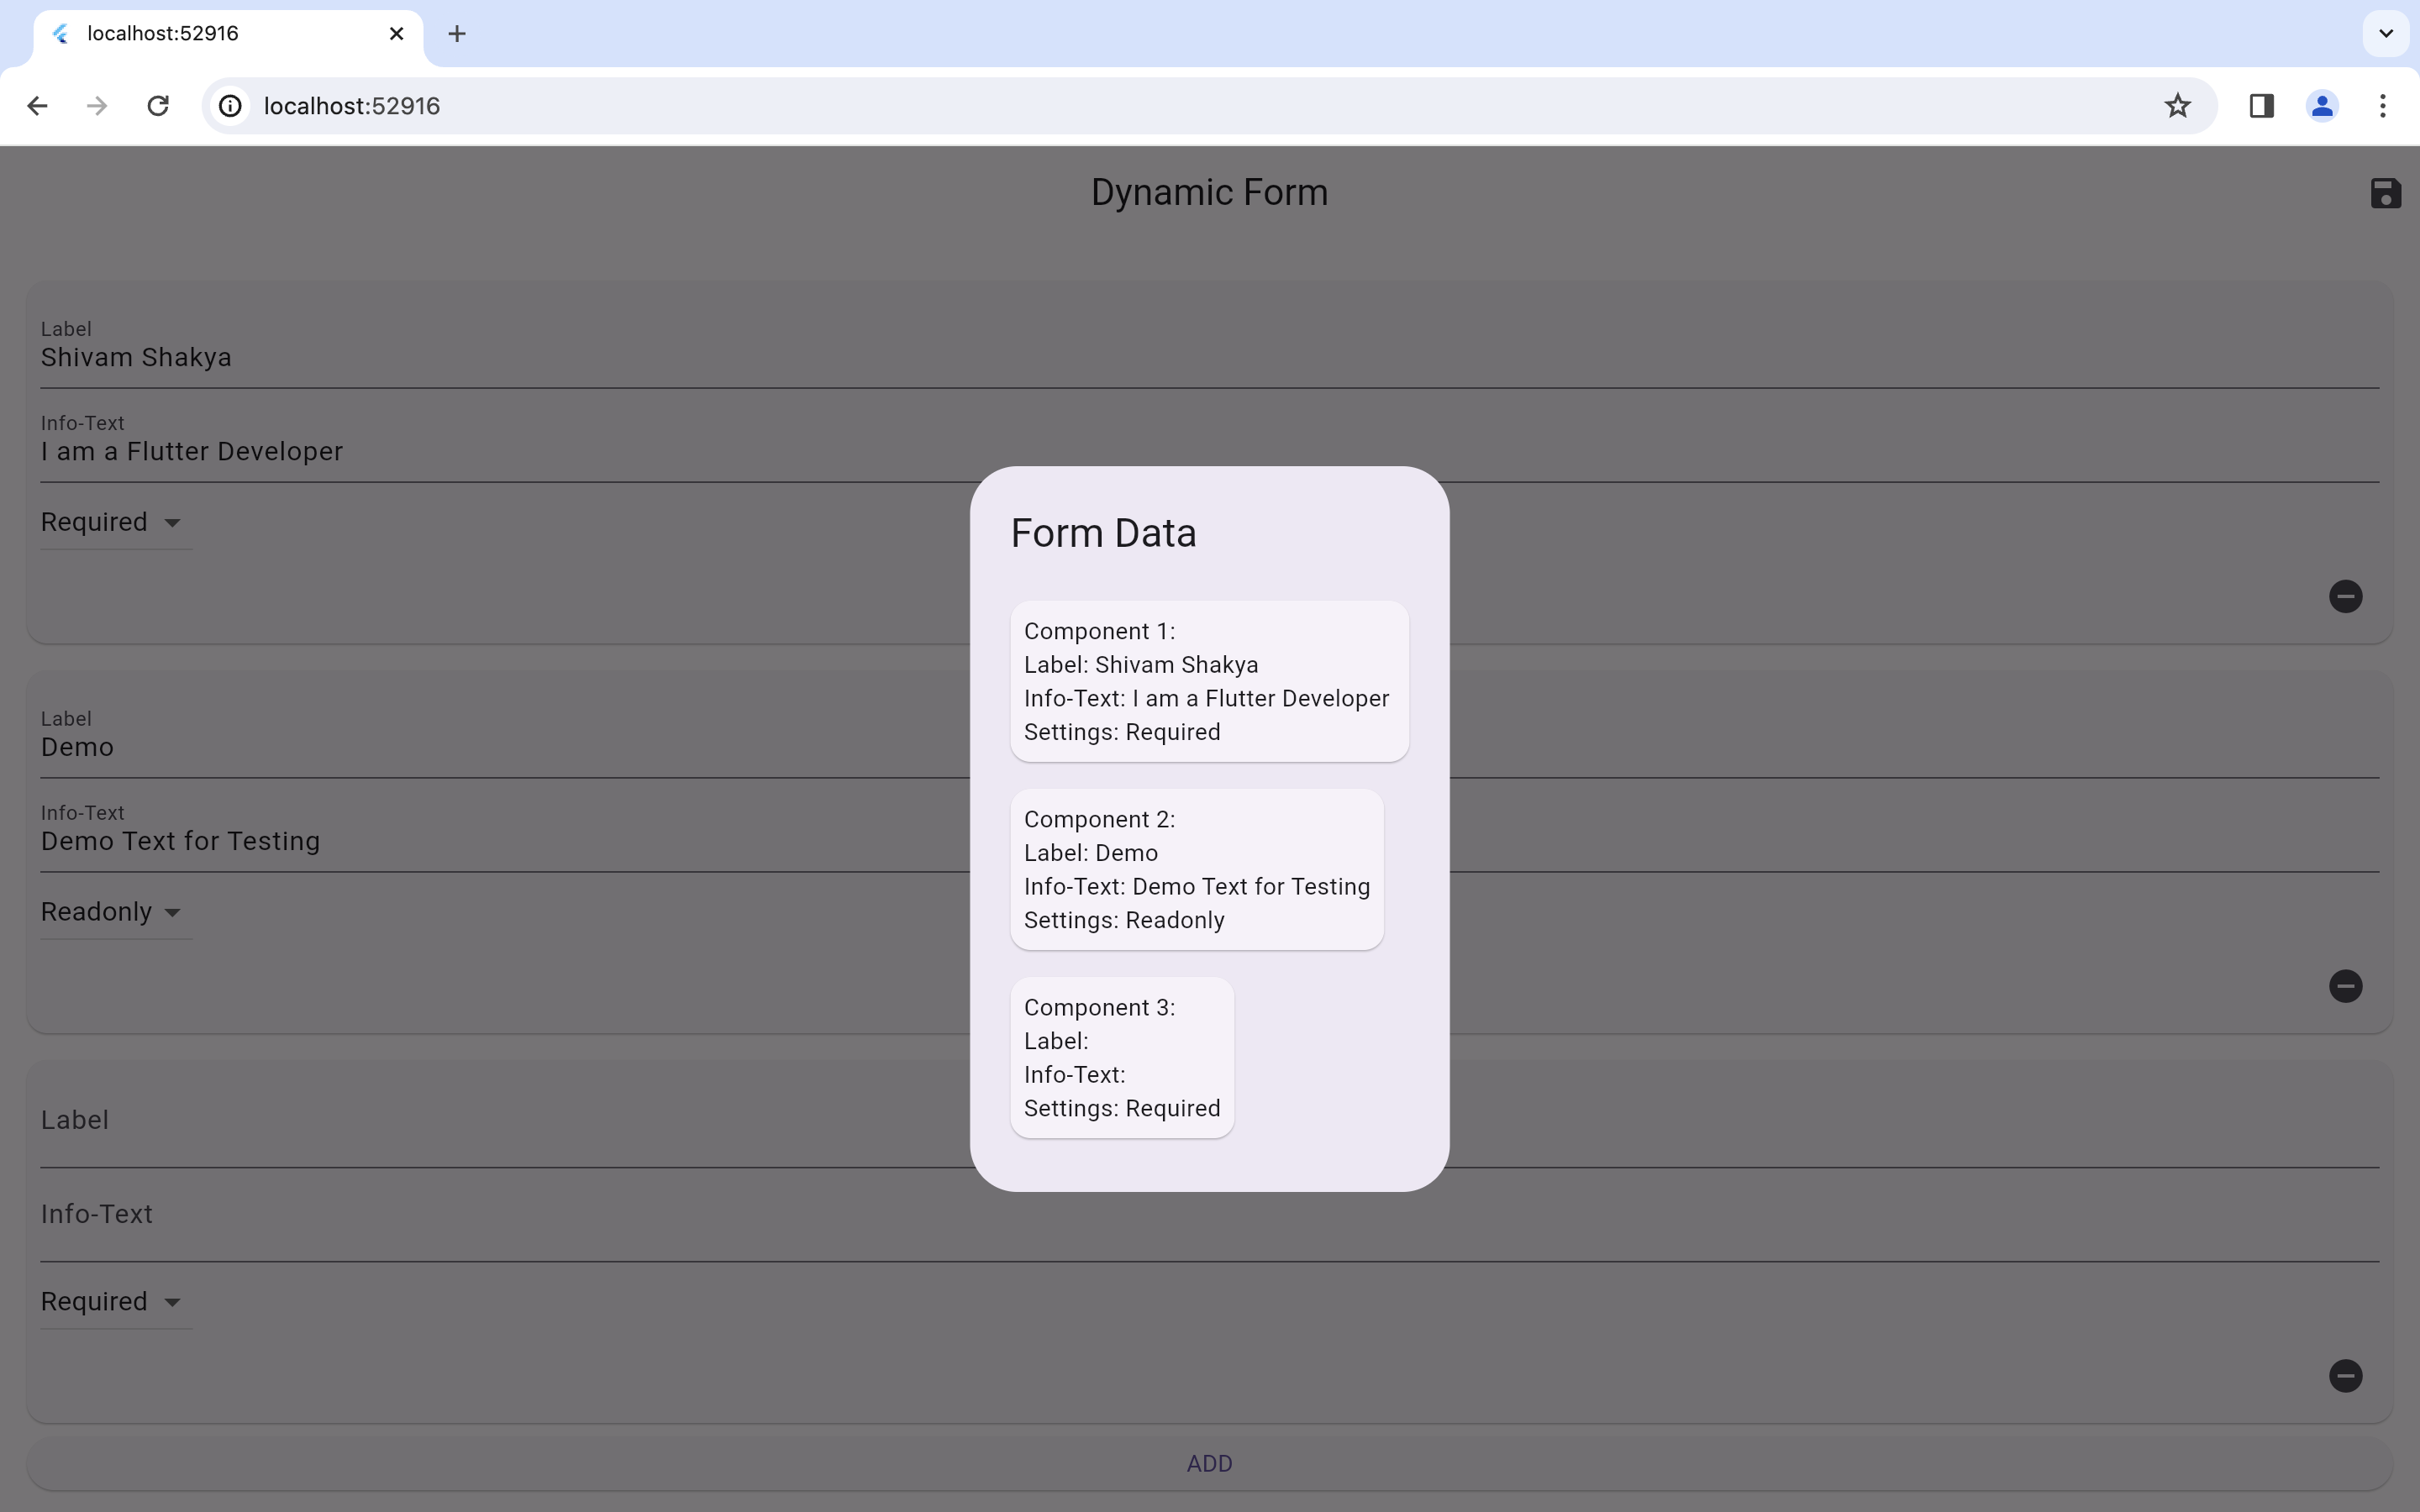 localhost:52916
localhost:52916
Dynamic Form
Label
Shivam Shakya
Info-Text
I am a Flutter Developer
Required
Label
Demo
Info-Text
Demo Text for Testing
Readonly
Label
Info-Text
Required
ADD
Form Data
Component 1:
Label: Shivam Shakya
Info-Text: I am a Flutter Developer
Settings: Required
Component 2:
Label: Demo
Info-Text: Demo Text for Testing
Settings: Readonly
Component 3:
Label:
Info-Text:
Settings: Required